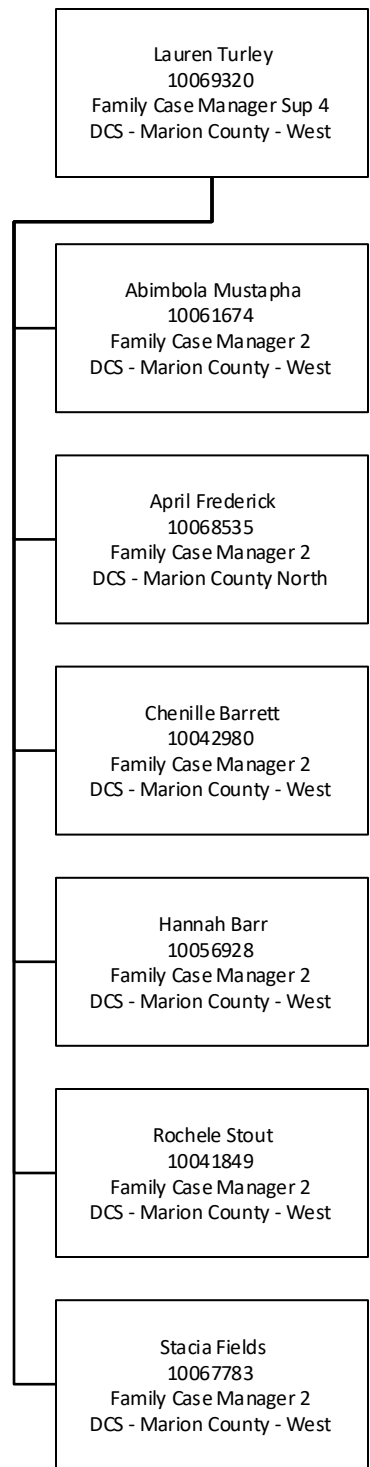 Lauren Turley
10069320
Family Case Manager Sup 4
DCS - Marion County - West
Abimbola Mustapha
10061674
Family Case Manager 2
DCS - Marion County - West
April Frederick
10068535
Family Case Manager 2
DCS - Marion County North
Chenille Barrett
10042980
Family Case Manager 2
DCS - Marion County - West
Hannah Barr
10056928
Family Case Manager 2
DCS - Marion County - West
Rochele Stout
10041849
Family Case Manager 2
DCS - Marion County - West
Stacia Fields
10067783
Family Case Manager 2
DCS - Marion County - West